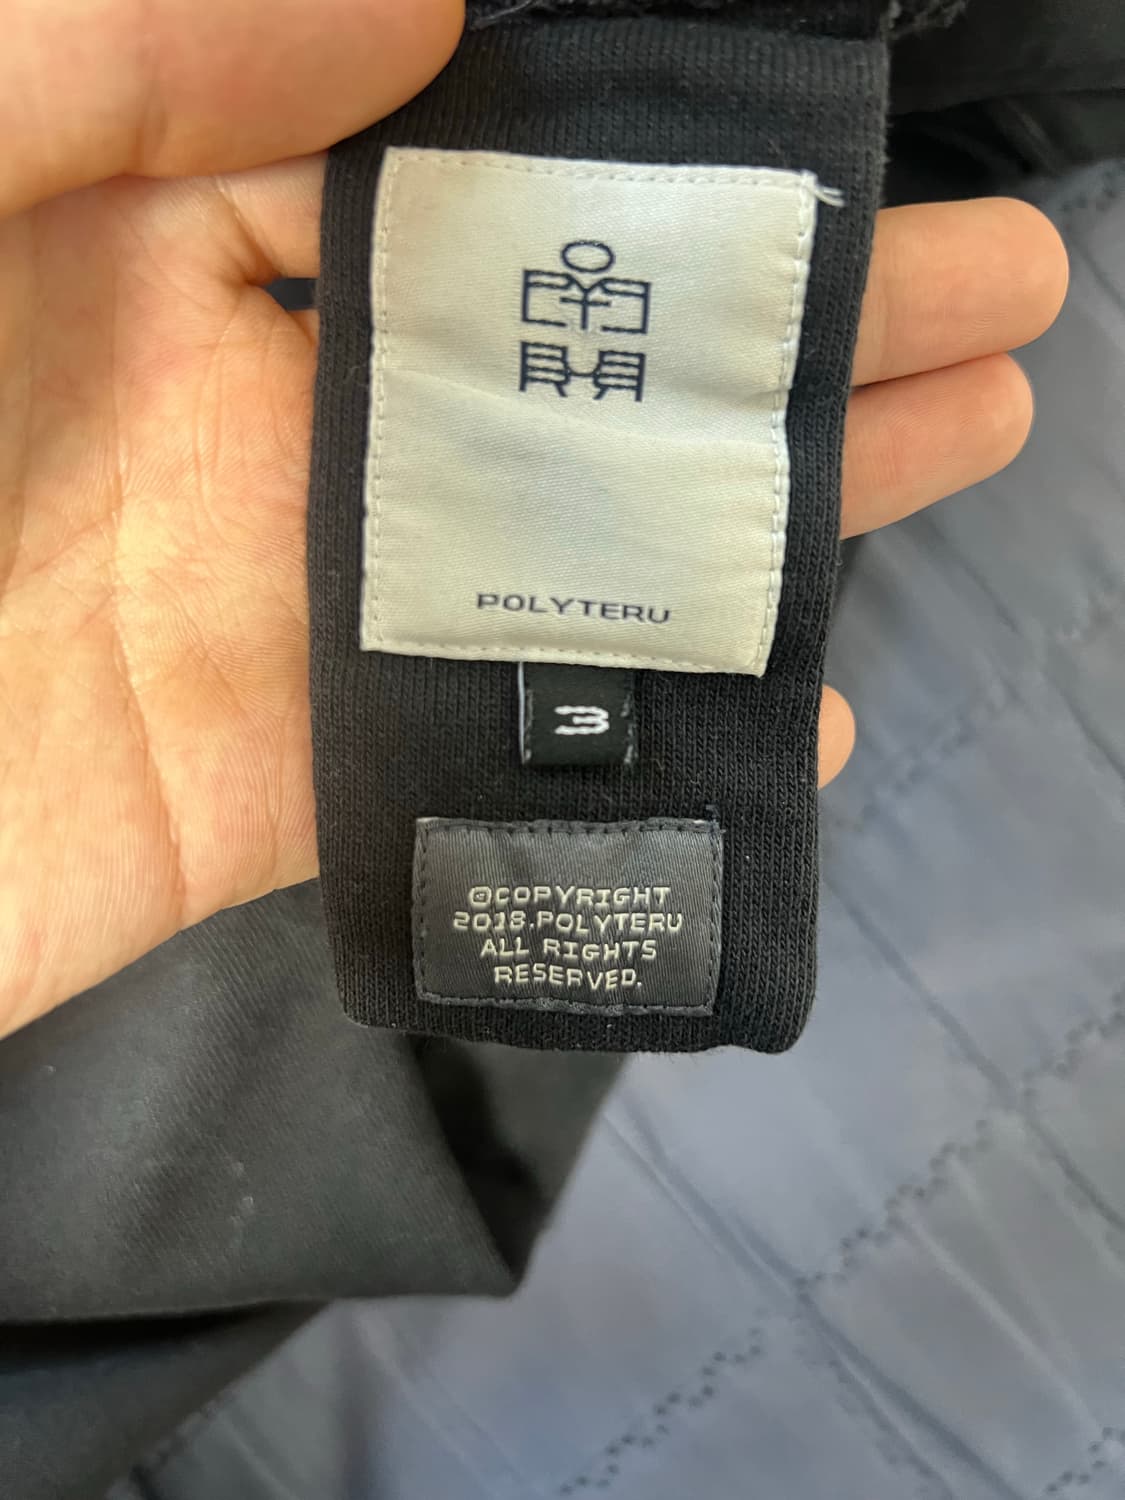 POLYTERU
3
©COPYRIGHT
2018.POLYTERU
ALL RIGHTS
RESERVED.